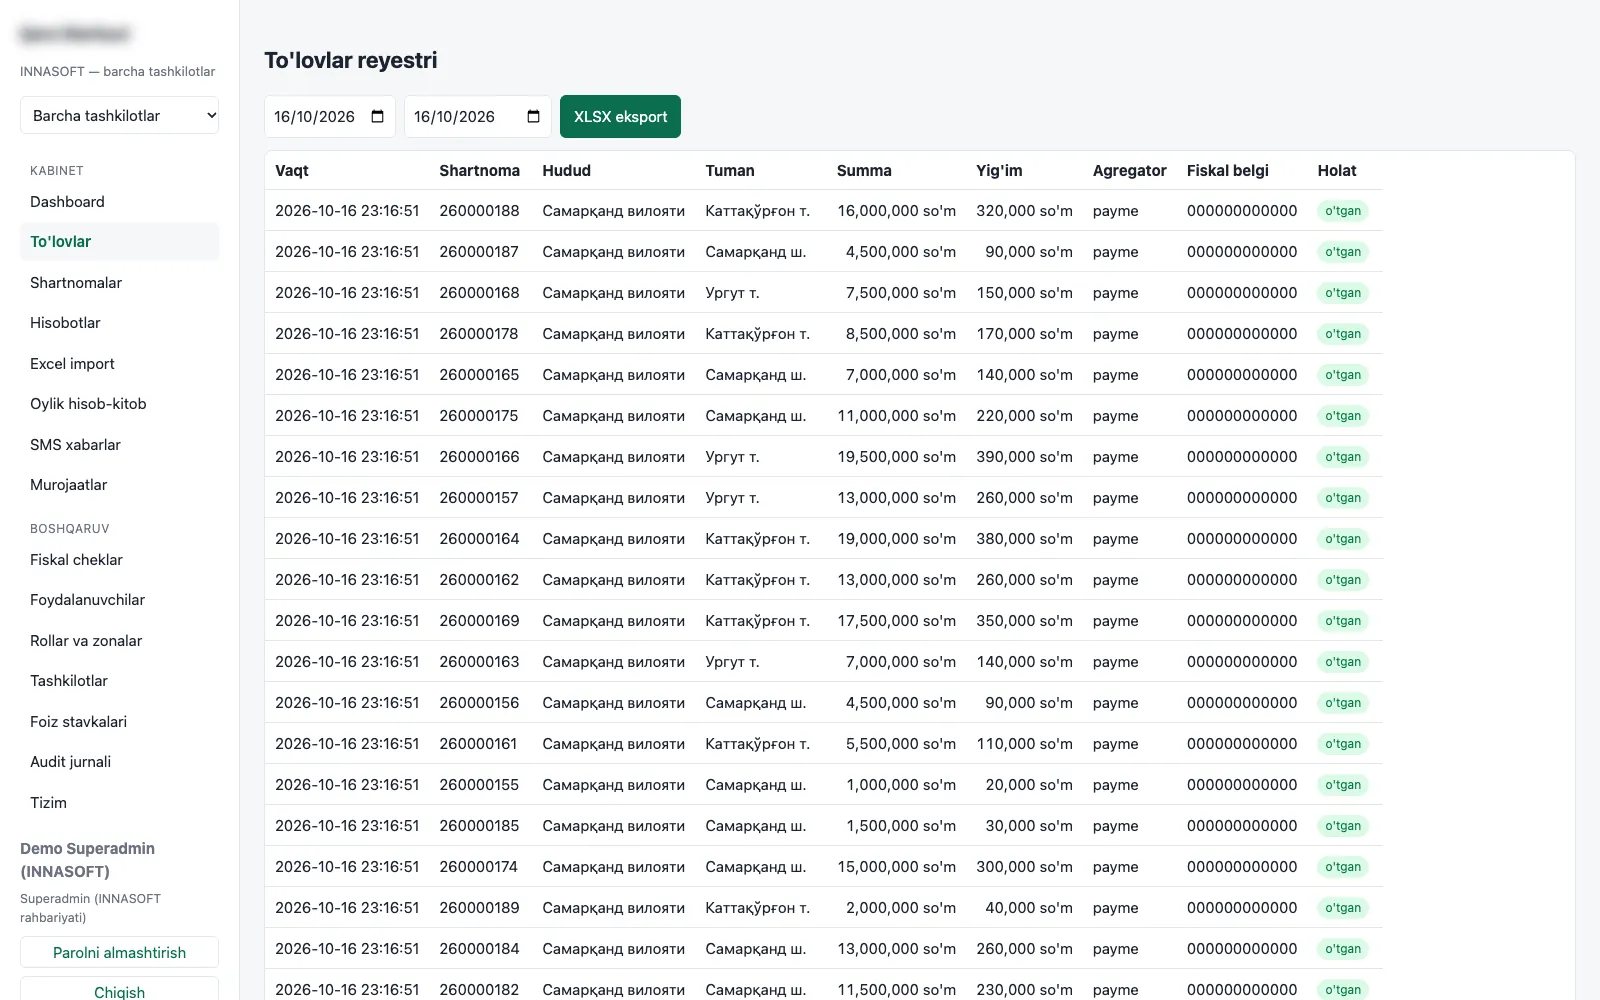 INNASOFT — barcha tashkilotlar
Barcha tashkilotlar
KABINET
Dashboard
To'lovlar
Shartnomalar
Hisobotlar
Excel import
Oylik hisob-kitob
SMS xabarlar
Murojaatlar
BOSHQARUV
Fiskal cheklar
Foydalanuvchilar
Rollar va zonalar
Tashkilotlar
Foiz stavkalari
Audit jurnali
Tizim
Demo Superadmin
(INNASOFT)
Superadmin (INNASOFT
rahbariyati)
Parolni almashtirish
Chiqish
To'lovlar reyestri
16/10/2026 16/10/2026 XLSX eksport
Vaqt Shartnoma Hudud Tuman Summa Yig'im Agregator Fiskal belgi Holat
2026-10-16 23:16:51 260000188 Самарқанд вилояти Каттақўрғон т. 16,000,000 so'm 320,000 so'm payme 000000000000 o'tgan
2026-10-16 23:16:51 260000187 Самарқанд вилояти Самарқанд ш. 4,500,000 so'm 90,000 so'm payme 000000000000 o'tgan
2026-10-16 23:16:51 260000168 Самарқанд вилояти Ургут т. 7,500,000 so'm 150,000 so'm payme 000000000000 o'tgan
2026-10-16 23:16:51 260000178 Самарқанд вилояти Каттақўрғон т. 8,500,000 so'm 170,000 so'm payme 000000000000 o'tgan
2026-10-16 23:16:51 260000165 Самарқанд вилояти Самарқанд ш. 7,000,000 so'm 140,000 so'm payme 000000000000 o'tgan
2026-10-16 23:16:51 260000175 Самарқанд вилояти Самарқанд ш. 11,000,000 so'm 220,000 so'm payme 000000000000 o'tgan
2026-10-16 23:16:51 260000166 Самарқанд вилояти Ургут т. 19,500,000 so'm 390,000 so'm payme 000000000000 o'tgan
2026-10-16 23:16:51 260000157 Самарқанд вилояти Ургут т. 13,000,000 so'm 260,000 so'm payme 000000000000 o'tgan
2026-10-16 23:16:51 260000164 Самарқанд вилояти Каттақўрғон т. 19,000,000 so'm 380,000 so'm payme 000000000000 o'tgan
2026-10-16 23:16:51 260000162 Самарқанд вилояти Каттақўрғон т. 13,000,000 so'm 260,000 so'm payme 000000000000 o'tgan
2026-10-16 23:16:51 260000169 Самарқанд вилояти Каттақўрғон т. 17,500,000 so'm 350,000 so'm payme 000000000000 o'tgan
2026-10-16 23:16:51 260000163 Самарқанд вилояти Ургут т. 7,000,000 so'm 140,000 so'm payme 000000000000 o'tgan
2026-10-16 23:16:51 260000156 Самарқанд вилояти Самарқанд ш. 4,500,000 so'm 90,000 so'm payme 000000000000 o'tgan
2026-10-16 23:16:51 260000161 Самарқанд вилояти Каттақўрғон т. 5,500,000 so'm 110,000 so'm payme 000000000000 o'tgan
2026-10-16 23:16:51 260000155 Самарқанд вилояти Самарқанд ш. 1,000,000 so'm 20,000 so'm payme 000000000000 o'tgan
2026-10-16 23:16:51 260000185 Самарқанд вилояти Самарқанд ш. 1,500,000 so'm 30,000 so'm payme 000000000000 o'tgan
2026-10-16 23:16:51 260000174 Самарқанд вилояти Самарқанд ш. 15,000,000 so'm 300,000 so'm payme 000000000000 o'tgan
2026-10-16 23:16:51 260000189 Самарқанд вилояти Каттақўрғон т. 2,000,000 so'm 40,000 so'm payme 000000000000 o'tgan
2026-10-16 23:16:51 260000184 Самарқанд вилояти Самарқанд ш. 13,000,000 so'm 260,000 so'm payme 000000000000 o'tgan
2026-10-16 23:16:51 260000182 Самарқанд вилояти Самарқанд ш. 11,500,000 so'm 230,000 so'm payme 000000000000 o'tgan